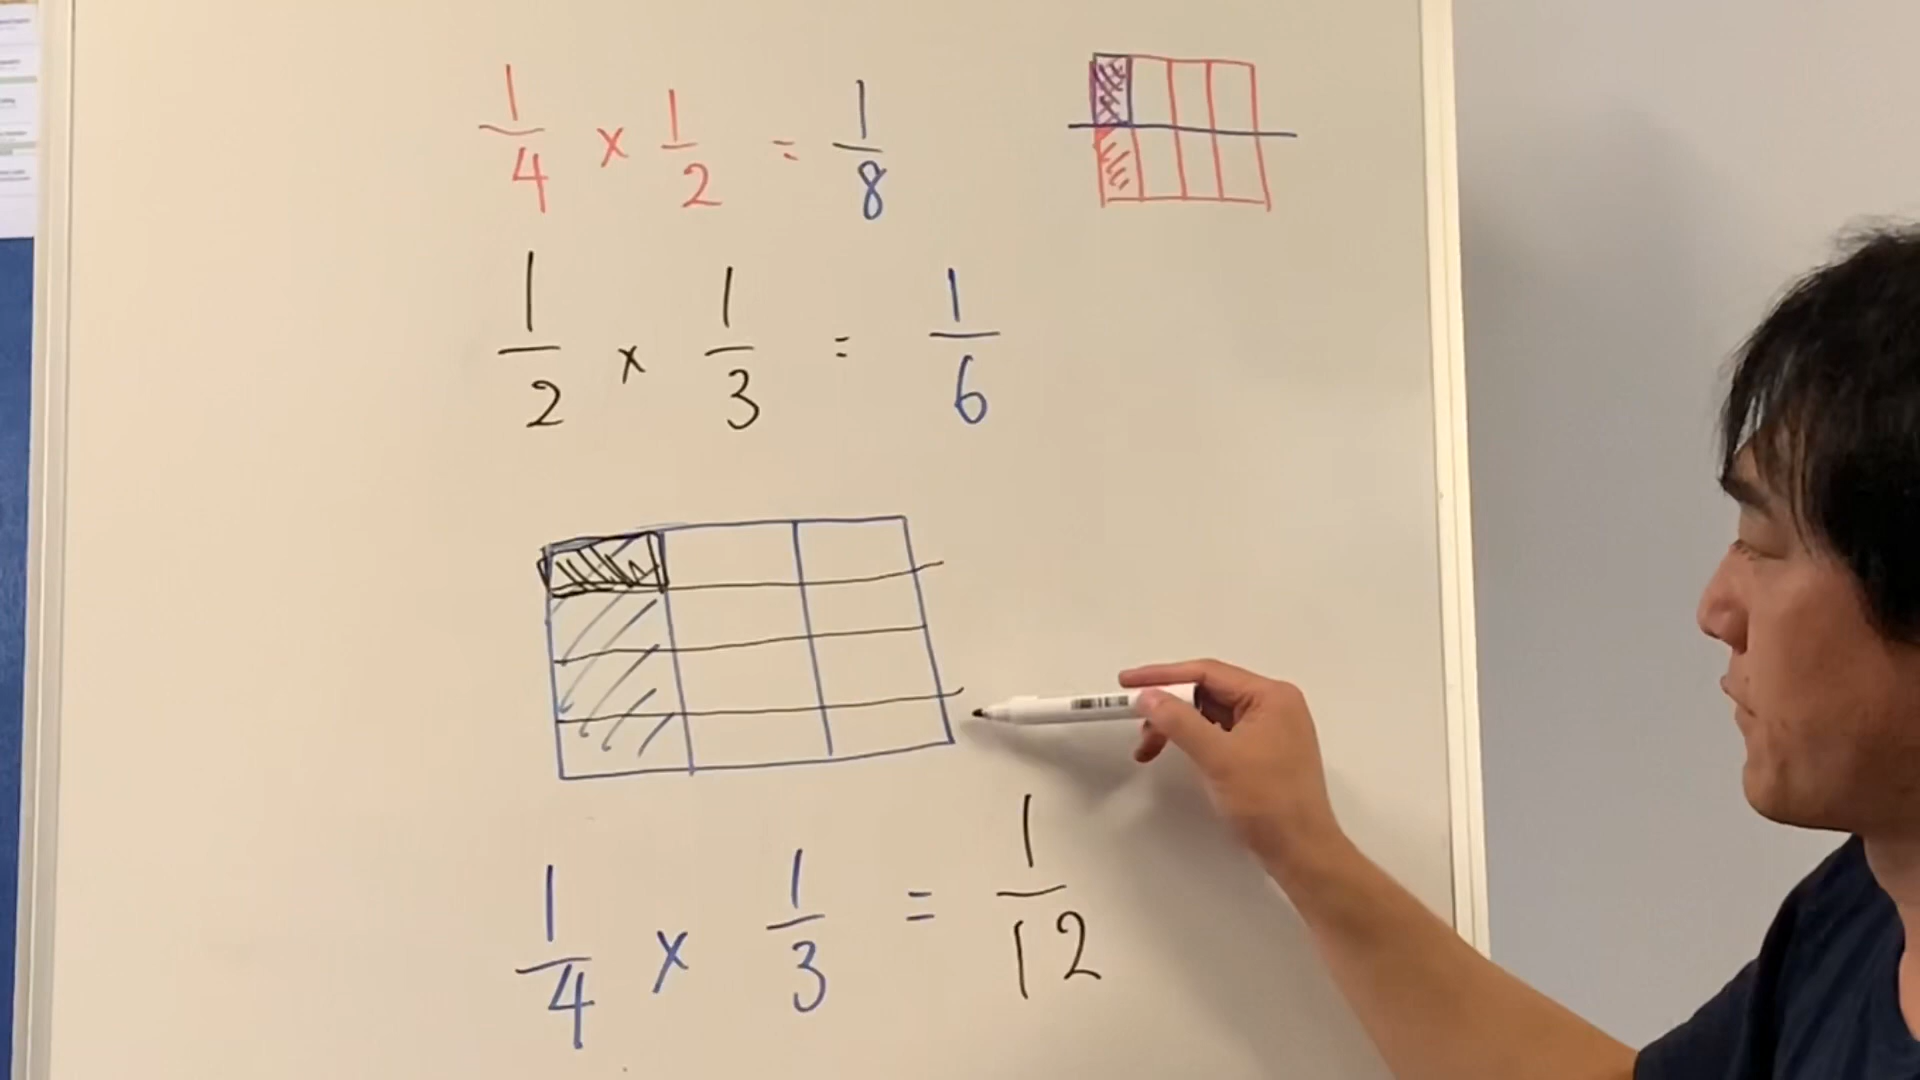 1/4 x 1/2 = 1/8
1/2 x 1/3 = 1/6
1/4 x 1/3 = 1/12